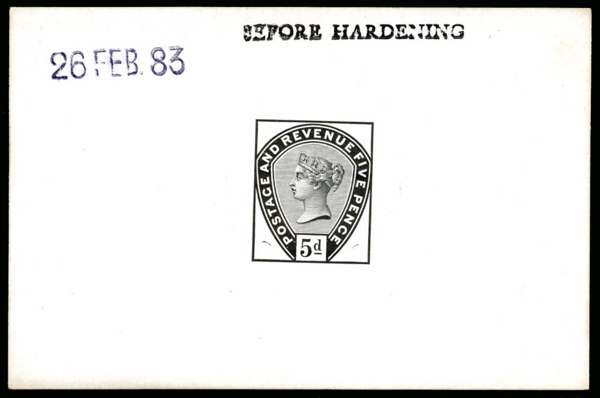 BEFORE HARDENING
26 FEB. 83
POSTAGE AND REVENUE FIVE PENCE
5d